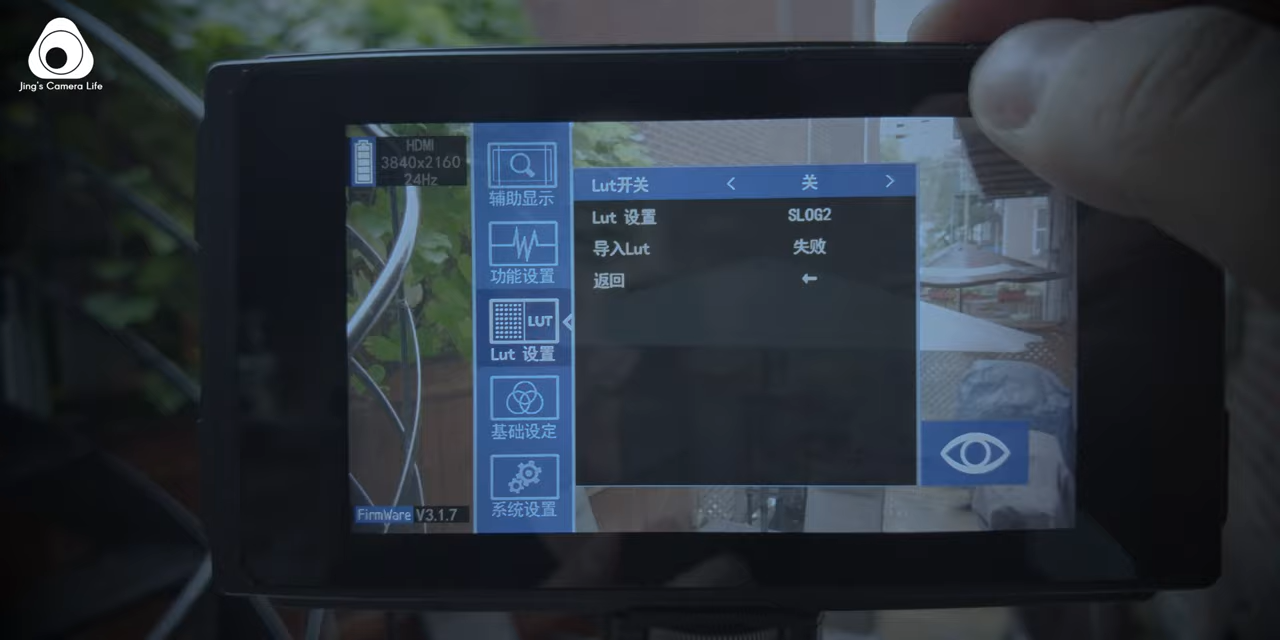 Jing's Camera Life
HDMI
3840x2160
24Hz
辅助显示
功能设置
LUT
Lut 设置
基础设定
系统设置
Lut开关 < 关 >
Lut 设置 SLOG2
导入Lut 失败
返回 ←
FirmWare V3.1.7